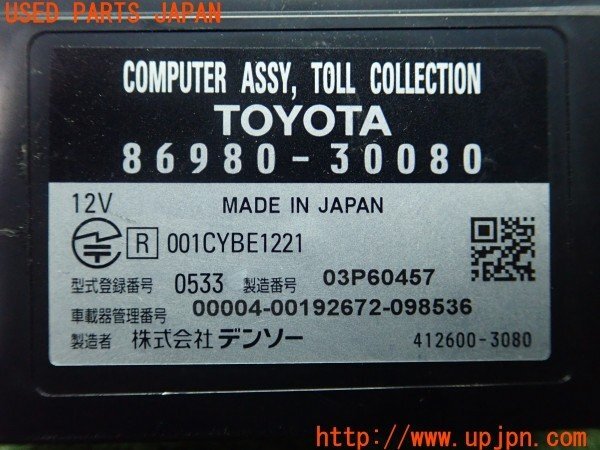 USED PARTS JAPAN
COMPUTER ASSY, TOLL COLLECTION
TOYOTA
86980-30080
12V MADE IN JAPAN
R 001CYBE1221
型式登録番号 0533 製造番号 03P60457
車載器管理番号 00004-00192672-098536
製造者 株式会社 デンソー 412600-3080
http://www.upjpn.com/